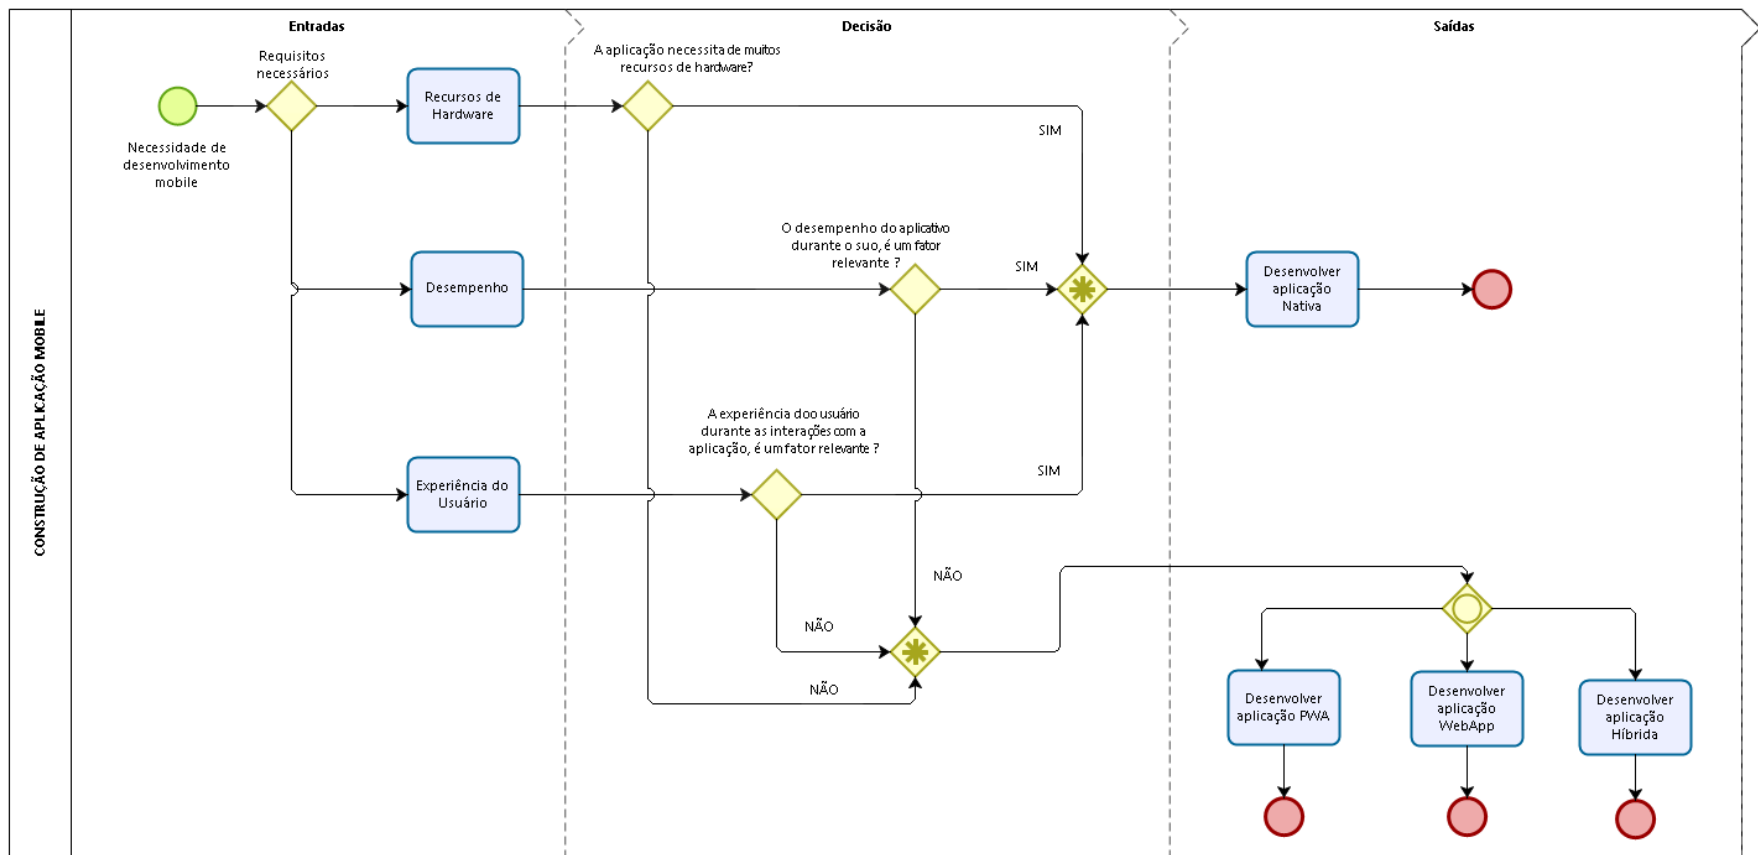 Entradas
Decisão
Saídas
CONSTRUÇÃO DE APLICAÇÃO MOBILE
Requisitos
necessários
Necessidade de
desenvolvimento
mobile
Recursos de
Hardware
A aplicação necessita de muitos
recursos de hardware?
SIM
Desempenho
O desempenho do aplicativo
durante o suo, é um fator
relevante ?
SIM
Desenvolver
aplicação
Nativa
Experiência do
Usuário
A experiência doo usuário
durante as interações com a
aplicação, é um fator relevante ?
SIM
NÃO
NÃO
NÃO
Desenvolver
aplicação PWA
Desenvolver
aplicação
WebApp
Desenvolver
aplicação
Híbrida